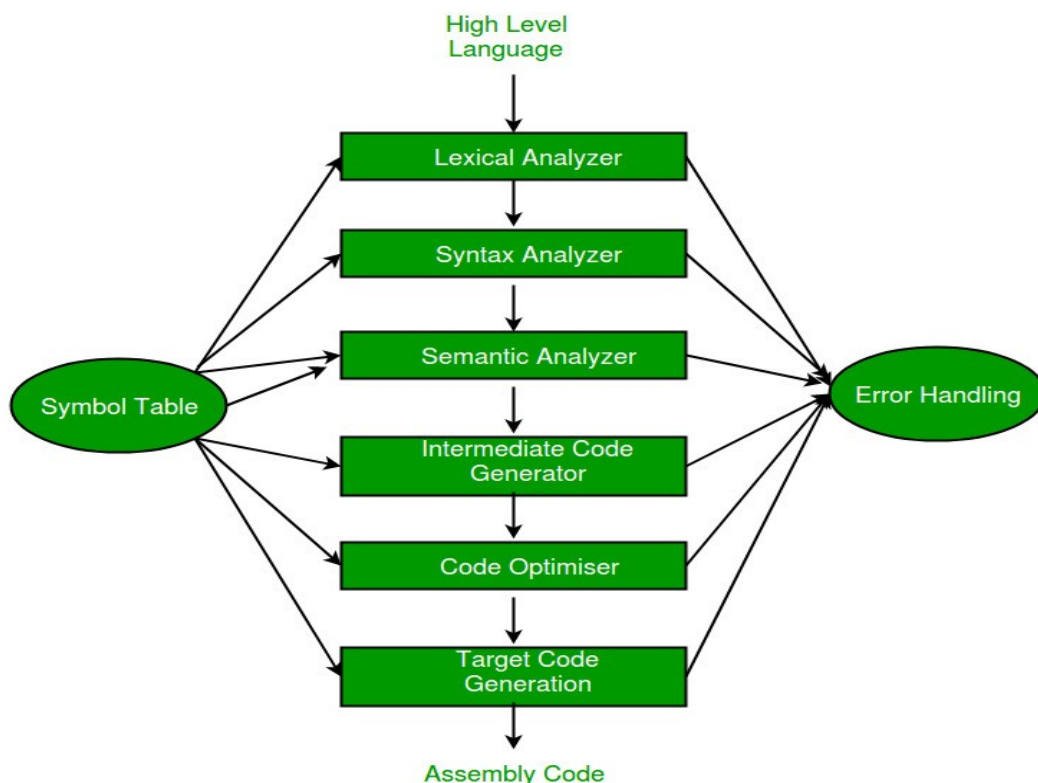 High Level
Language
Lexical Analyzer
Syntax Analyzer
Semantic Analyzer
Symbol Table
Error Handling
Intermediate Code
Generator
Code Optimiser
Target Code
Generation
Assembly Code